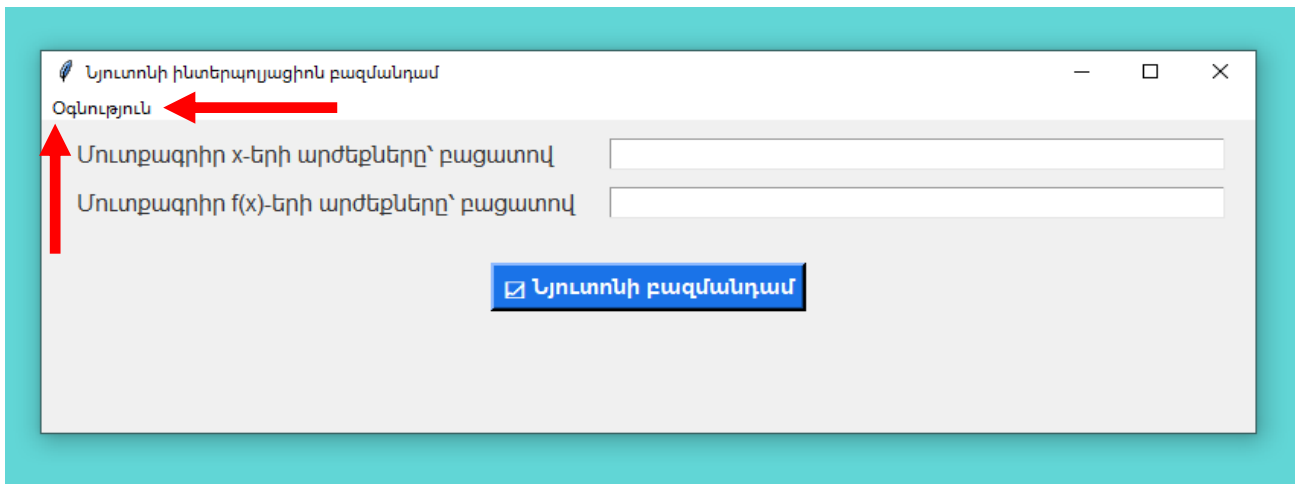 Նյուտոնի ինտերպոլյացիոն բազմանդամ
Օգնություն
Մուտքագրիր x-երի արժեքները՝ բացատով
Մուտքագրիր f(x)-երի արժեքները՝ բացատով
☑ Նյուտոնի բազմանդամ